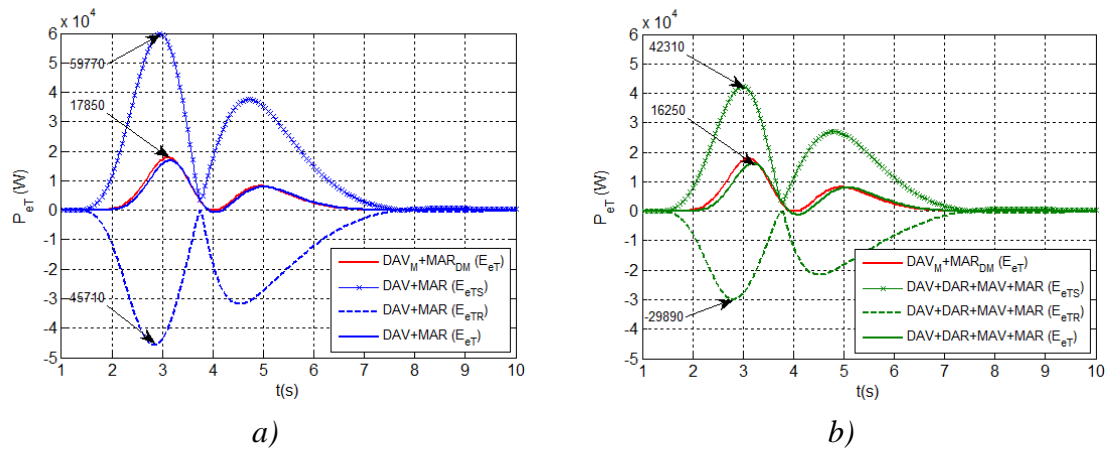 x 10⁴
6
5
4
3
2
1
0
-1
-2
-3
-4
-5
1 2 3 4 5 6 7 8 9 10
P_eT (W)
t(s)
59770
17850
-45710
DAV_M+MAR_DM (E_eT)
DAV+MAR (E_eTS)
DAV+MAR (E_eTR)
DAV+MAR (E_eT)
a)
x 10⁴
6
5
4
3
2
1
0
-1
-2
-3
-4
-5
1 2 3 4 5 6 7 8 9 10
P_eT (W)
t(s)
42310
16250
-29890
DAV_M+MAR_DM (E_eT)
DAV+DAR+MAV+MAR (E_eTS)
DAV+DAR+MAV+MAR (E_eTR)
DAV+DAR+MAV+MAR (E_eT)
b)